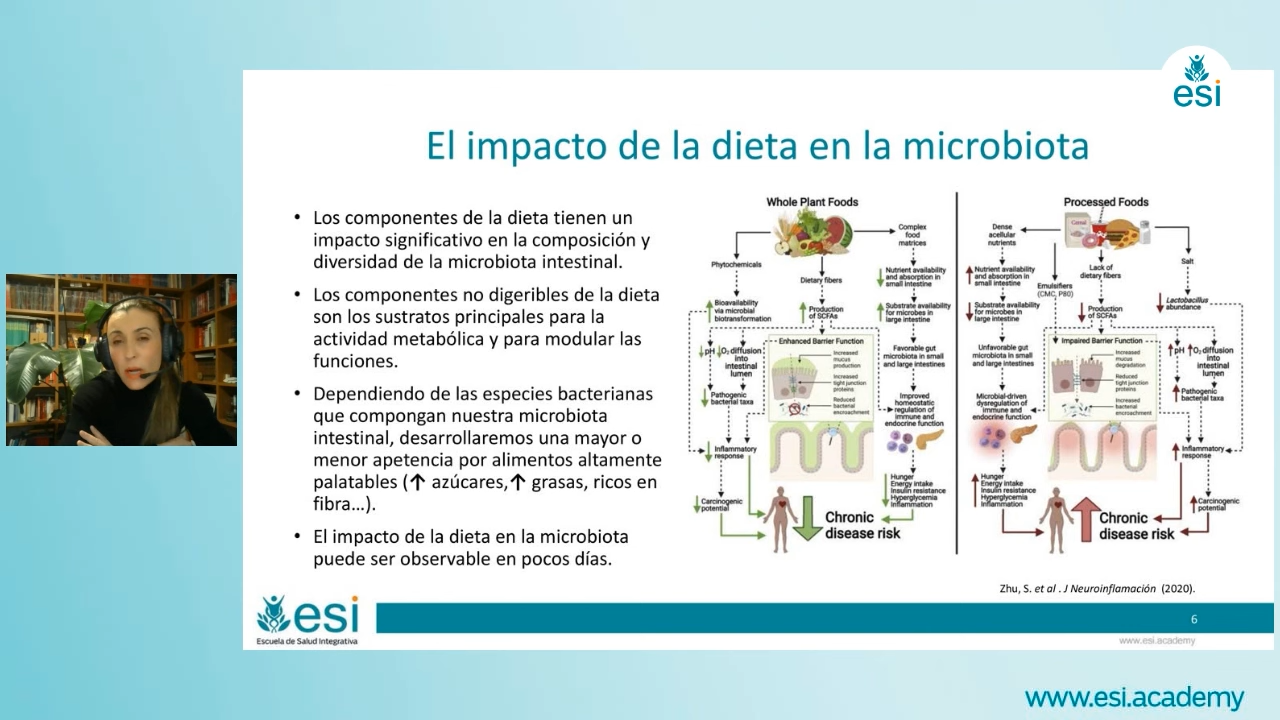 esi
El impacto de la dieta en la microbiota
• Los componentes de la dieta tienen un
impacto significativo en la composición y
diversidad de la microbiota intestinal.
• Los componentes no digeribles de la dieta
son los sustratos principales para la
actividad metabólica y para modular las
funciones.
• Dependiendo de las especies bacterianas
que compongan nuestra microbiota
intestinal, desarrollaremos una mayor o
menor apetencia por alimentos altamente
palatables (↑ azúcares,↑ grasas, ricos en
fibra…).
• El impacto de la dieta en la microbiota
puede ser observable en pocos días.
Whole Plant Foods
Phytochemicals
Dietary fibers
Complex
food
matrices
Bioavailability
via microbial
biotransformation
Production
of SCFAs
Nutrient availability
and absorption in
small intestine
Substrate availability
for microbes in
large intestine
↓pH ↓O₂ diffusion
into
intestinal
lumen
Enhanced Barrier Function
Increased
mucus
production
Increased
tight junction
proteins
Reduced
bacterial
encroachment
Favorable gut
microbiota in small
and large intestines
Pathogenic
bacterial taxa
Improved
homeostatic
regulation of
immune and
endocrine function
Inflammatory
response
Carcinogenic
potential
Hunger
Energy intake
Insulin resistance
Hyperglycemia
Inflammation
Chronic
disease risk
Processed Foods
Cereal
Dense
acellular
nutrients
Emulsifiers
(CMC, P80)
Lack of
dietary fibers
Salt
Nutrient availability
and absorption in
small intestine
Substrate availability
for microbes in
large intestine
Production
of SCFAs
Lactobacillus
abundance
Unfavorable gut
microbiota in small
and large intestines
Impaired Barrier Function
Increased
mucus
degradation
Reduced
tight junction
proteins
Increased
bacterial
encroachment
↑pH ↑O₂ diffusion
into
intestinal
lumen
Pathogenic
bacterial taxa
Microbial-driven
dysregulation of
immune and
endocrine function
Inflammatory
response
Hunger
Energy intake
Insulin resistance
Hyperglycemia
Inflammation
Carcinogenic
potential
Chronic
disease risk
Zhu, S. et al . J Neuroinflamación (2020).
esi
Escuela de Salud Integrativa
6
www.esi.academy
www.esi.academy